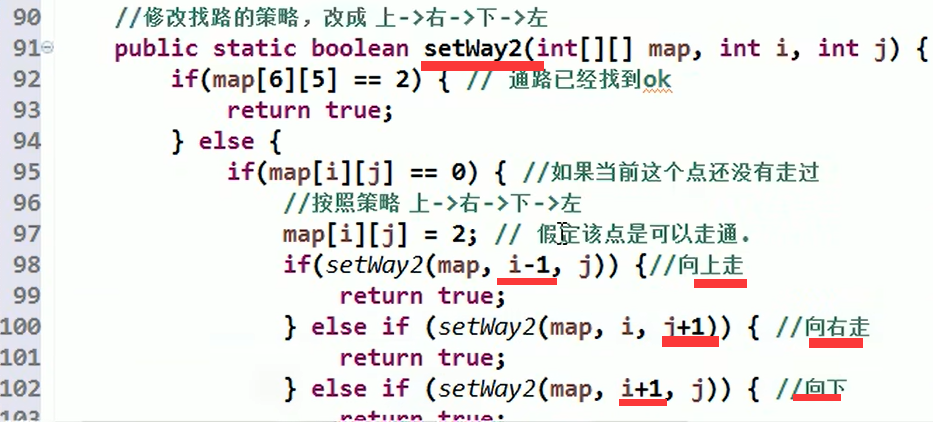 90 //修改找路的策略，改成 上->右->下->左
91 public static boolean setWay2(int[][] map, int i, int j) {
92 if(map[6][5] == 2) { // 通路已经找到ok
93 return true;
94 } else {
95 if(map[i][j] == 0) { //如果当前这个点还没有走过
96 //按照策略 上->右->下->左
97 map[i][j] = 2; // 假定该点是可以走通.
98 if(setWay2(map, i-1, j)) {//向上走
99 return true;
100 } else if (setWay2(map, i, j+1)) { //向右走
101 return true;
102 } else if (setWay2(map, i+1, j)) { //向下
103 return true;